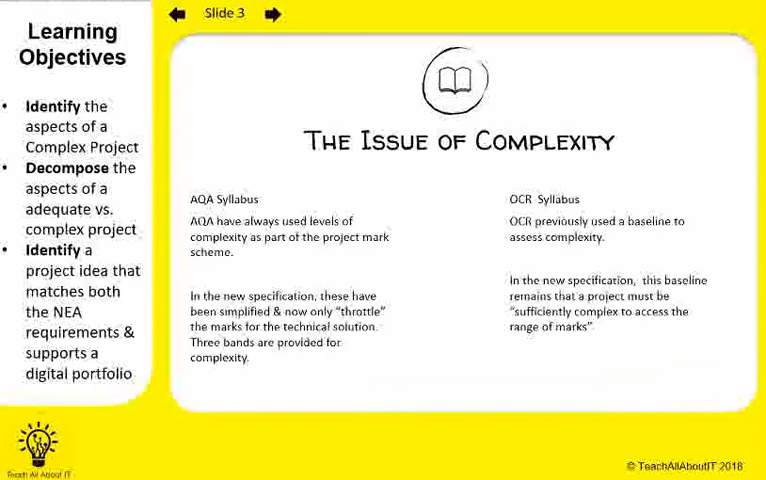 Learning
Objectives
• Identify the
aspects of a
Complex Project
• Decompose the
aspects of a
adequate vs.
complex project
• Identify a
project idea that
matches both
the NEA
requirements &
supports a
digital portfolio
Slide 3
The Issue of Complexity
AQA Syllabus
AQA have always used levels of
complexity as part of the project mark
scheme.
In the new specification, these have
been simplified & now only “throttle”
the marks for the technical solution.
Three bands are provided for
complexity.
OCR Syllabus
OCR previously used a baseline to
assess complexity.
In the new specification, this baseline
remains that a project must be
“sufficiently complex to access the
range of marks”
Teach All About IT
© TeachAllAboutIT 2018